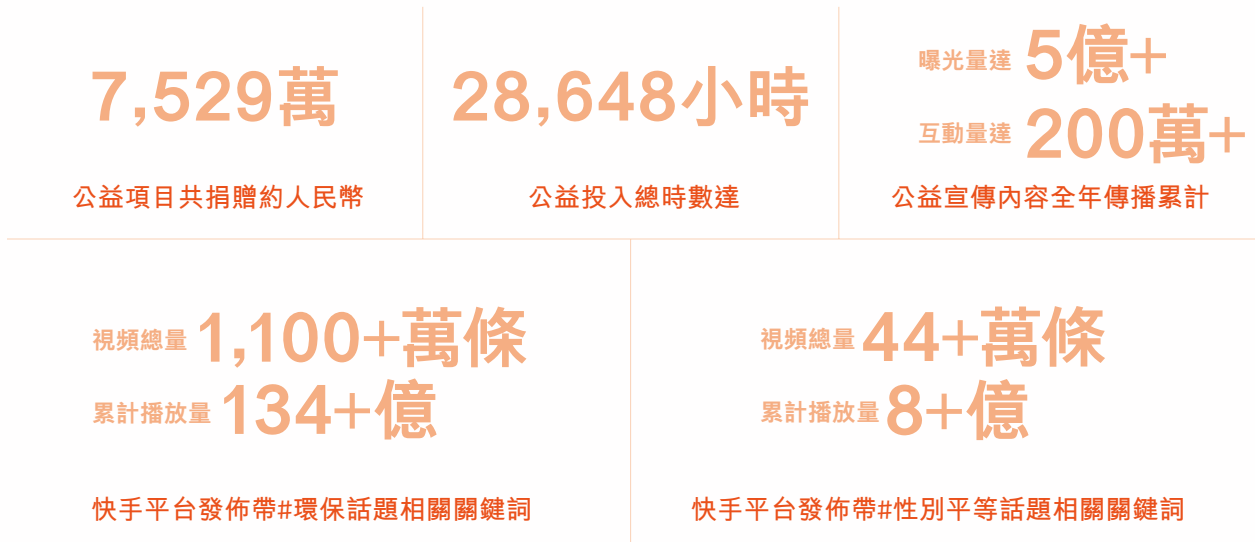 7,529萬
公益項目共捐贈約人民幣
28,648小時
公益投入總時數達
曝光量達 5億+
互動量達 200萬+
公益宣傳內容全年傳播累計
視頻總量 1,100+萬條
累計播放量 134+億
快手平台發佈帶#環保話題相關關鍵詞
視頻總量 44+萬條
累計播放量 8+億
快手平台發佈帶#性別平等話題相關關鍵詞